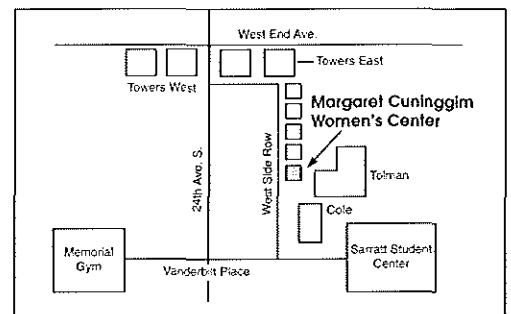 West End Ave.
Towers East
Towers West
Margaret Cuninggim
Women's Center
24th Ave. S.
West Side Row
Tolman
Cole
Memorial
Gym
Vanderbilt Place
Sarratt Student
Center